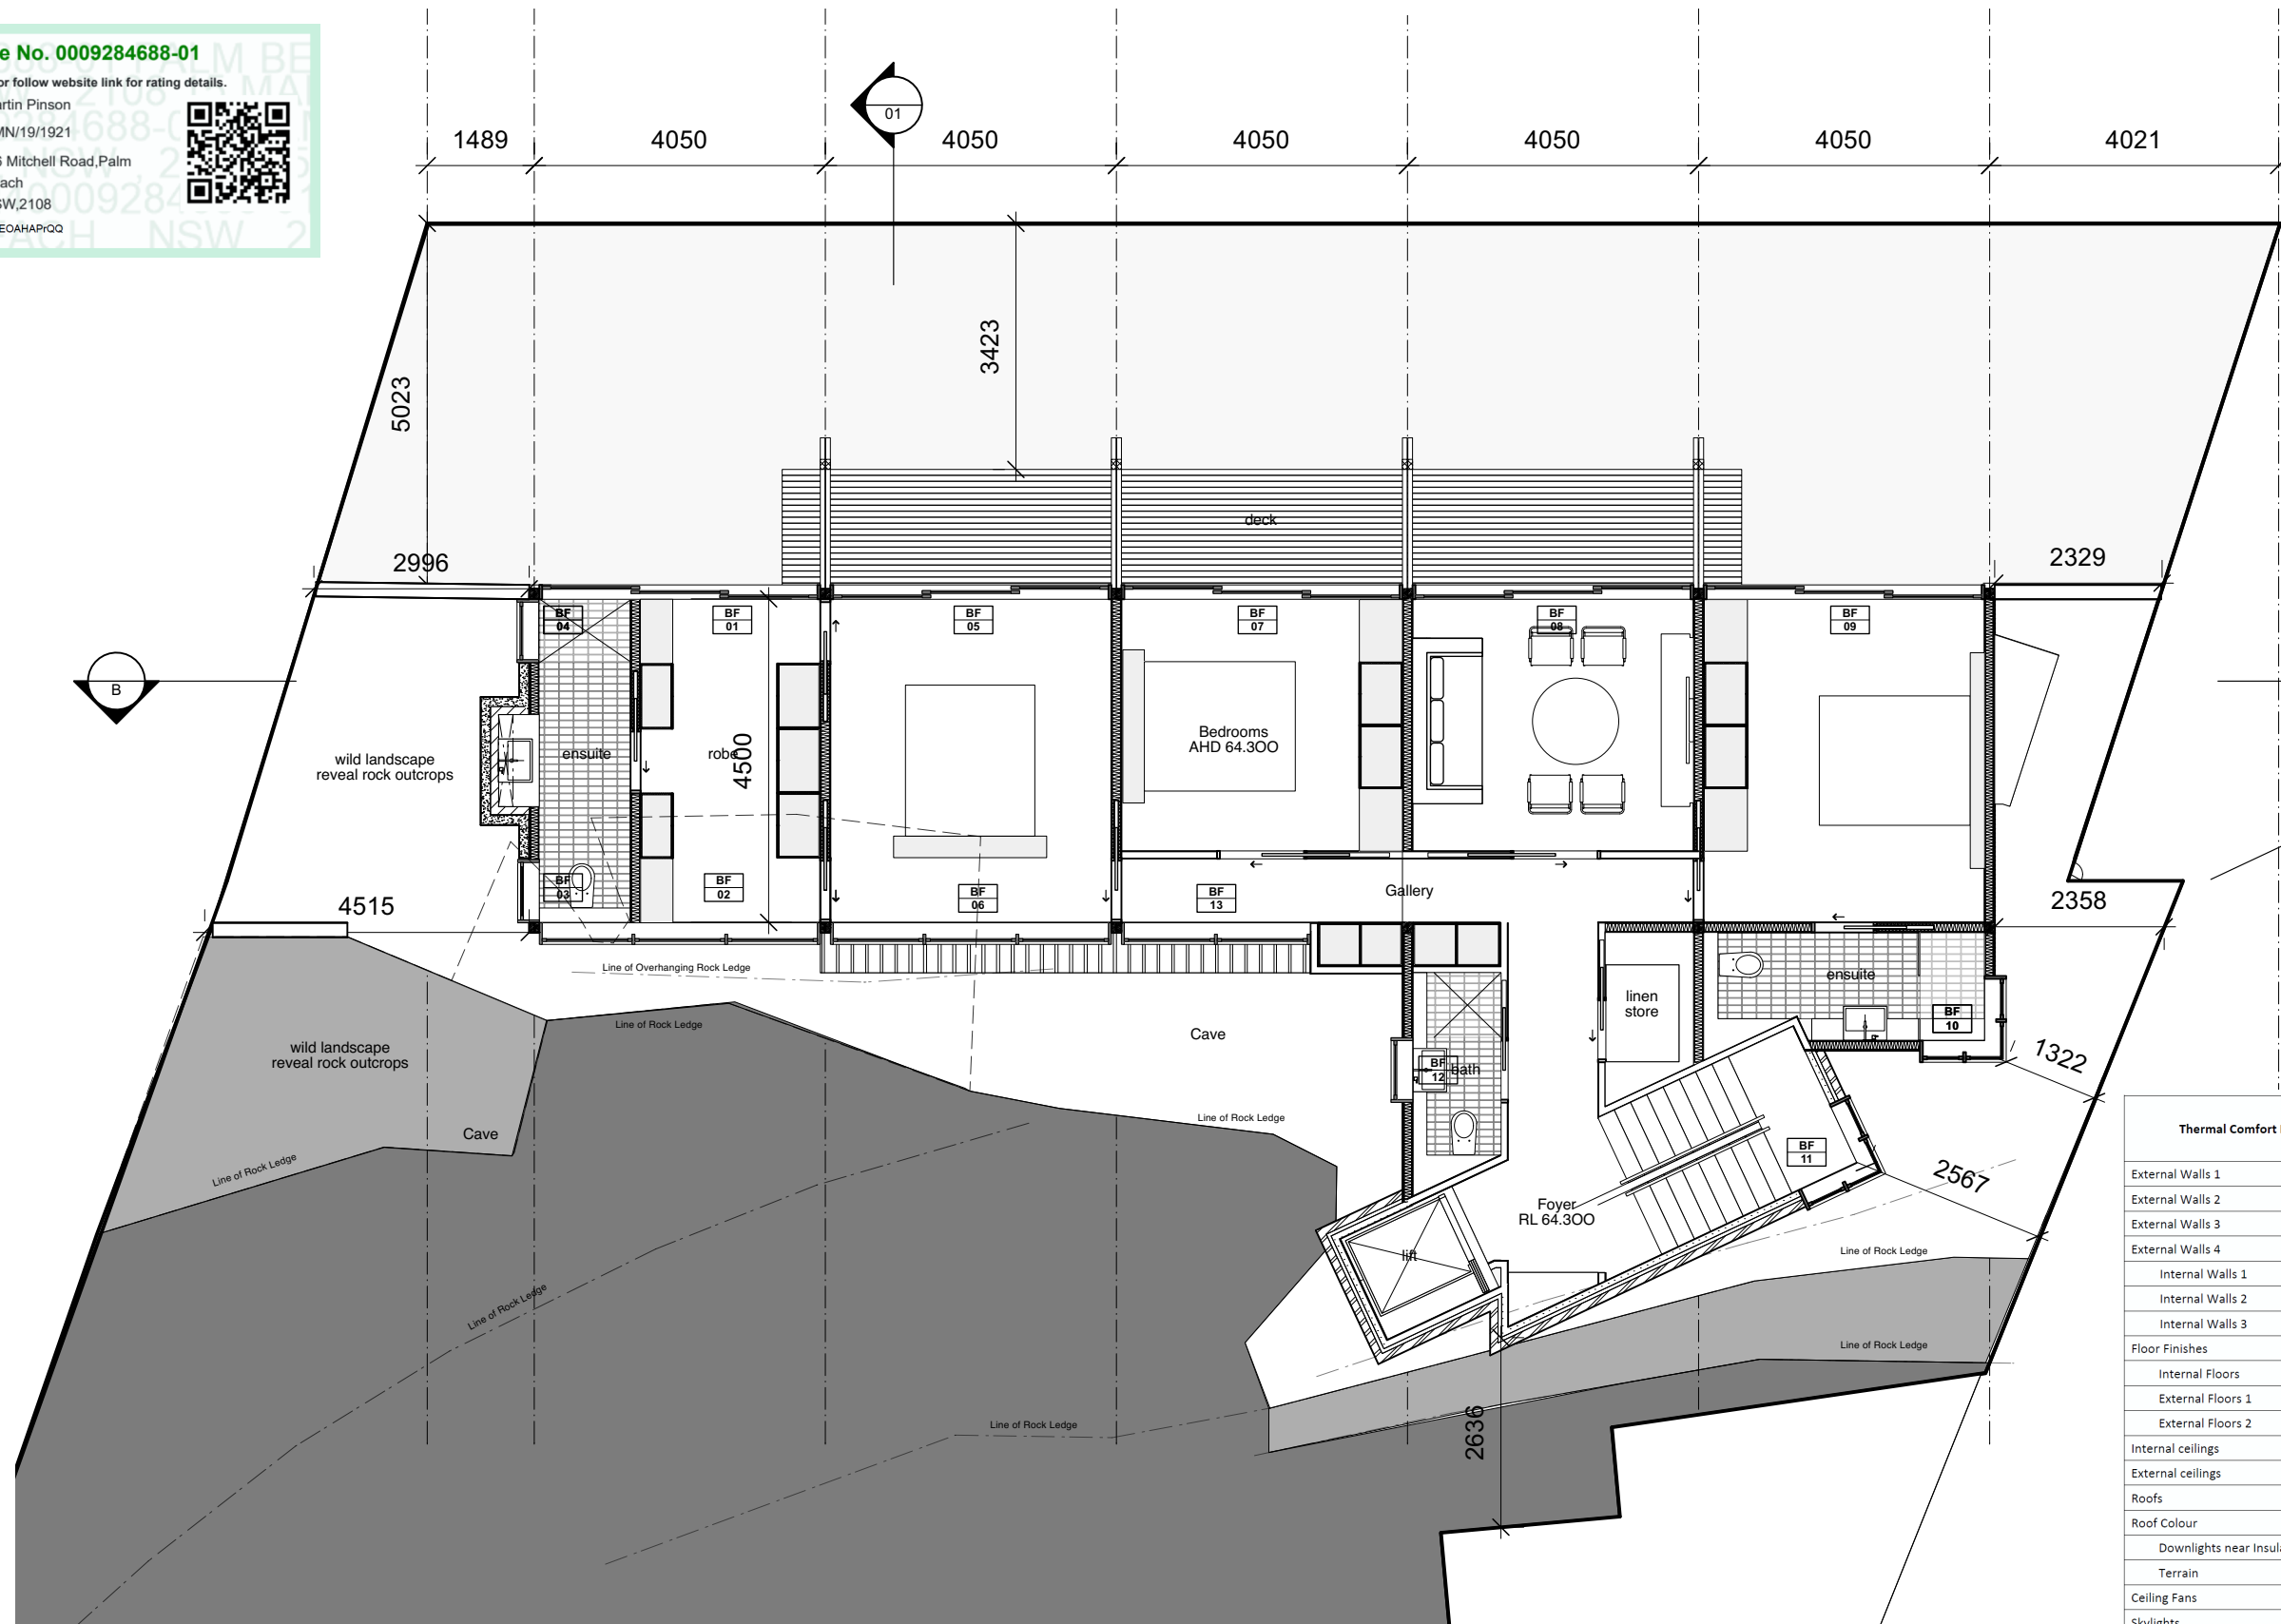 e No. 0009284688-01
or follow website link for rating details.
rtin Pinson
MN/19/1921
6 Mitchell Road,Palm
ach
SW,2108
EOAHAPrQQ
01
1489
4050
4050
4050
4050
4050
4021
5023
3423
deck
2996
2329
BF
04
BF
01
BF
05
BF
07
BF
08
BF
09
B
wild landscape
reveal rock outcrops
ensuite
robe
4500
Bedrooms
AHD 64.3OO
BF
03
BF
02
BF
06
BF
13
Gallery
4515
2358
Line of Overhanging Rock Ledge
linen
store
ensuite
BF
10
Line of Rock Ledge
Cave
wild landscape
reveal rock outcrops
BF
12
bath
1322
Line of Rock Ledge
Cave
BF
11
Line of Rock Ledge
2567
Foyer
RL 64.3OO
lift
Line of Rock Ledge
Line of Rock Ledge
Line of Rock Ledge
Line of Rock Ledge
2636
Thermal Comfort
External Walls 1
External Walls 2
External Walls 3
External Walls 4
Internal Walls 1
Internal Walls 2
Internal Walls 3
Floor Finishes
Internal Floors
External Floors 1
External Floors 2
Internal ceilings
External ceilings
Roofs
Roof Colour
Downlights near Insula
Terrain
Ceiling Fans
Skylights